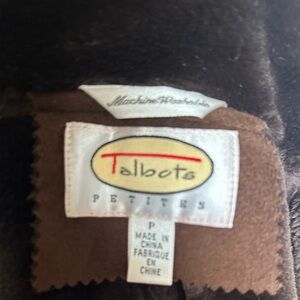 Machine Washable
Talbots
PETITES
P
MADE IN
CHINA
FABRIQUE
EN
CHINE